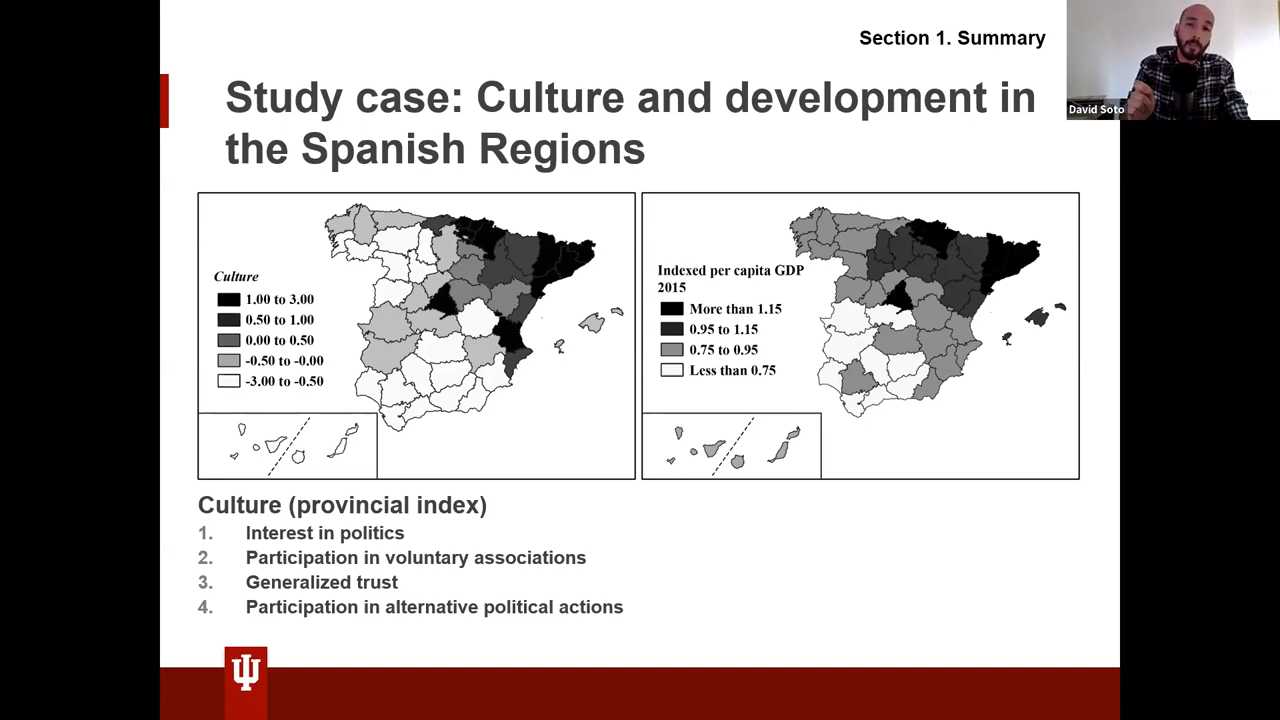 Section 1. Summary
David Soto
Study case: Culture and development in
the Spanish Regions
Culture
1.00 to 3.00
0.50 to 1.00
0.00 to 0.50
-0.50 to -0.00
-3.00 to -0.50
Indexed per capita GDP
2015
More than 1.15
0.95 to 1.15
0.75 to 0.95
Less than 0.75
Culture (provincial index)
1. Interest in politics
2. Participation in voluntary associations
3. Generalized trust
4. Participation in alternative political actions